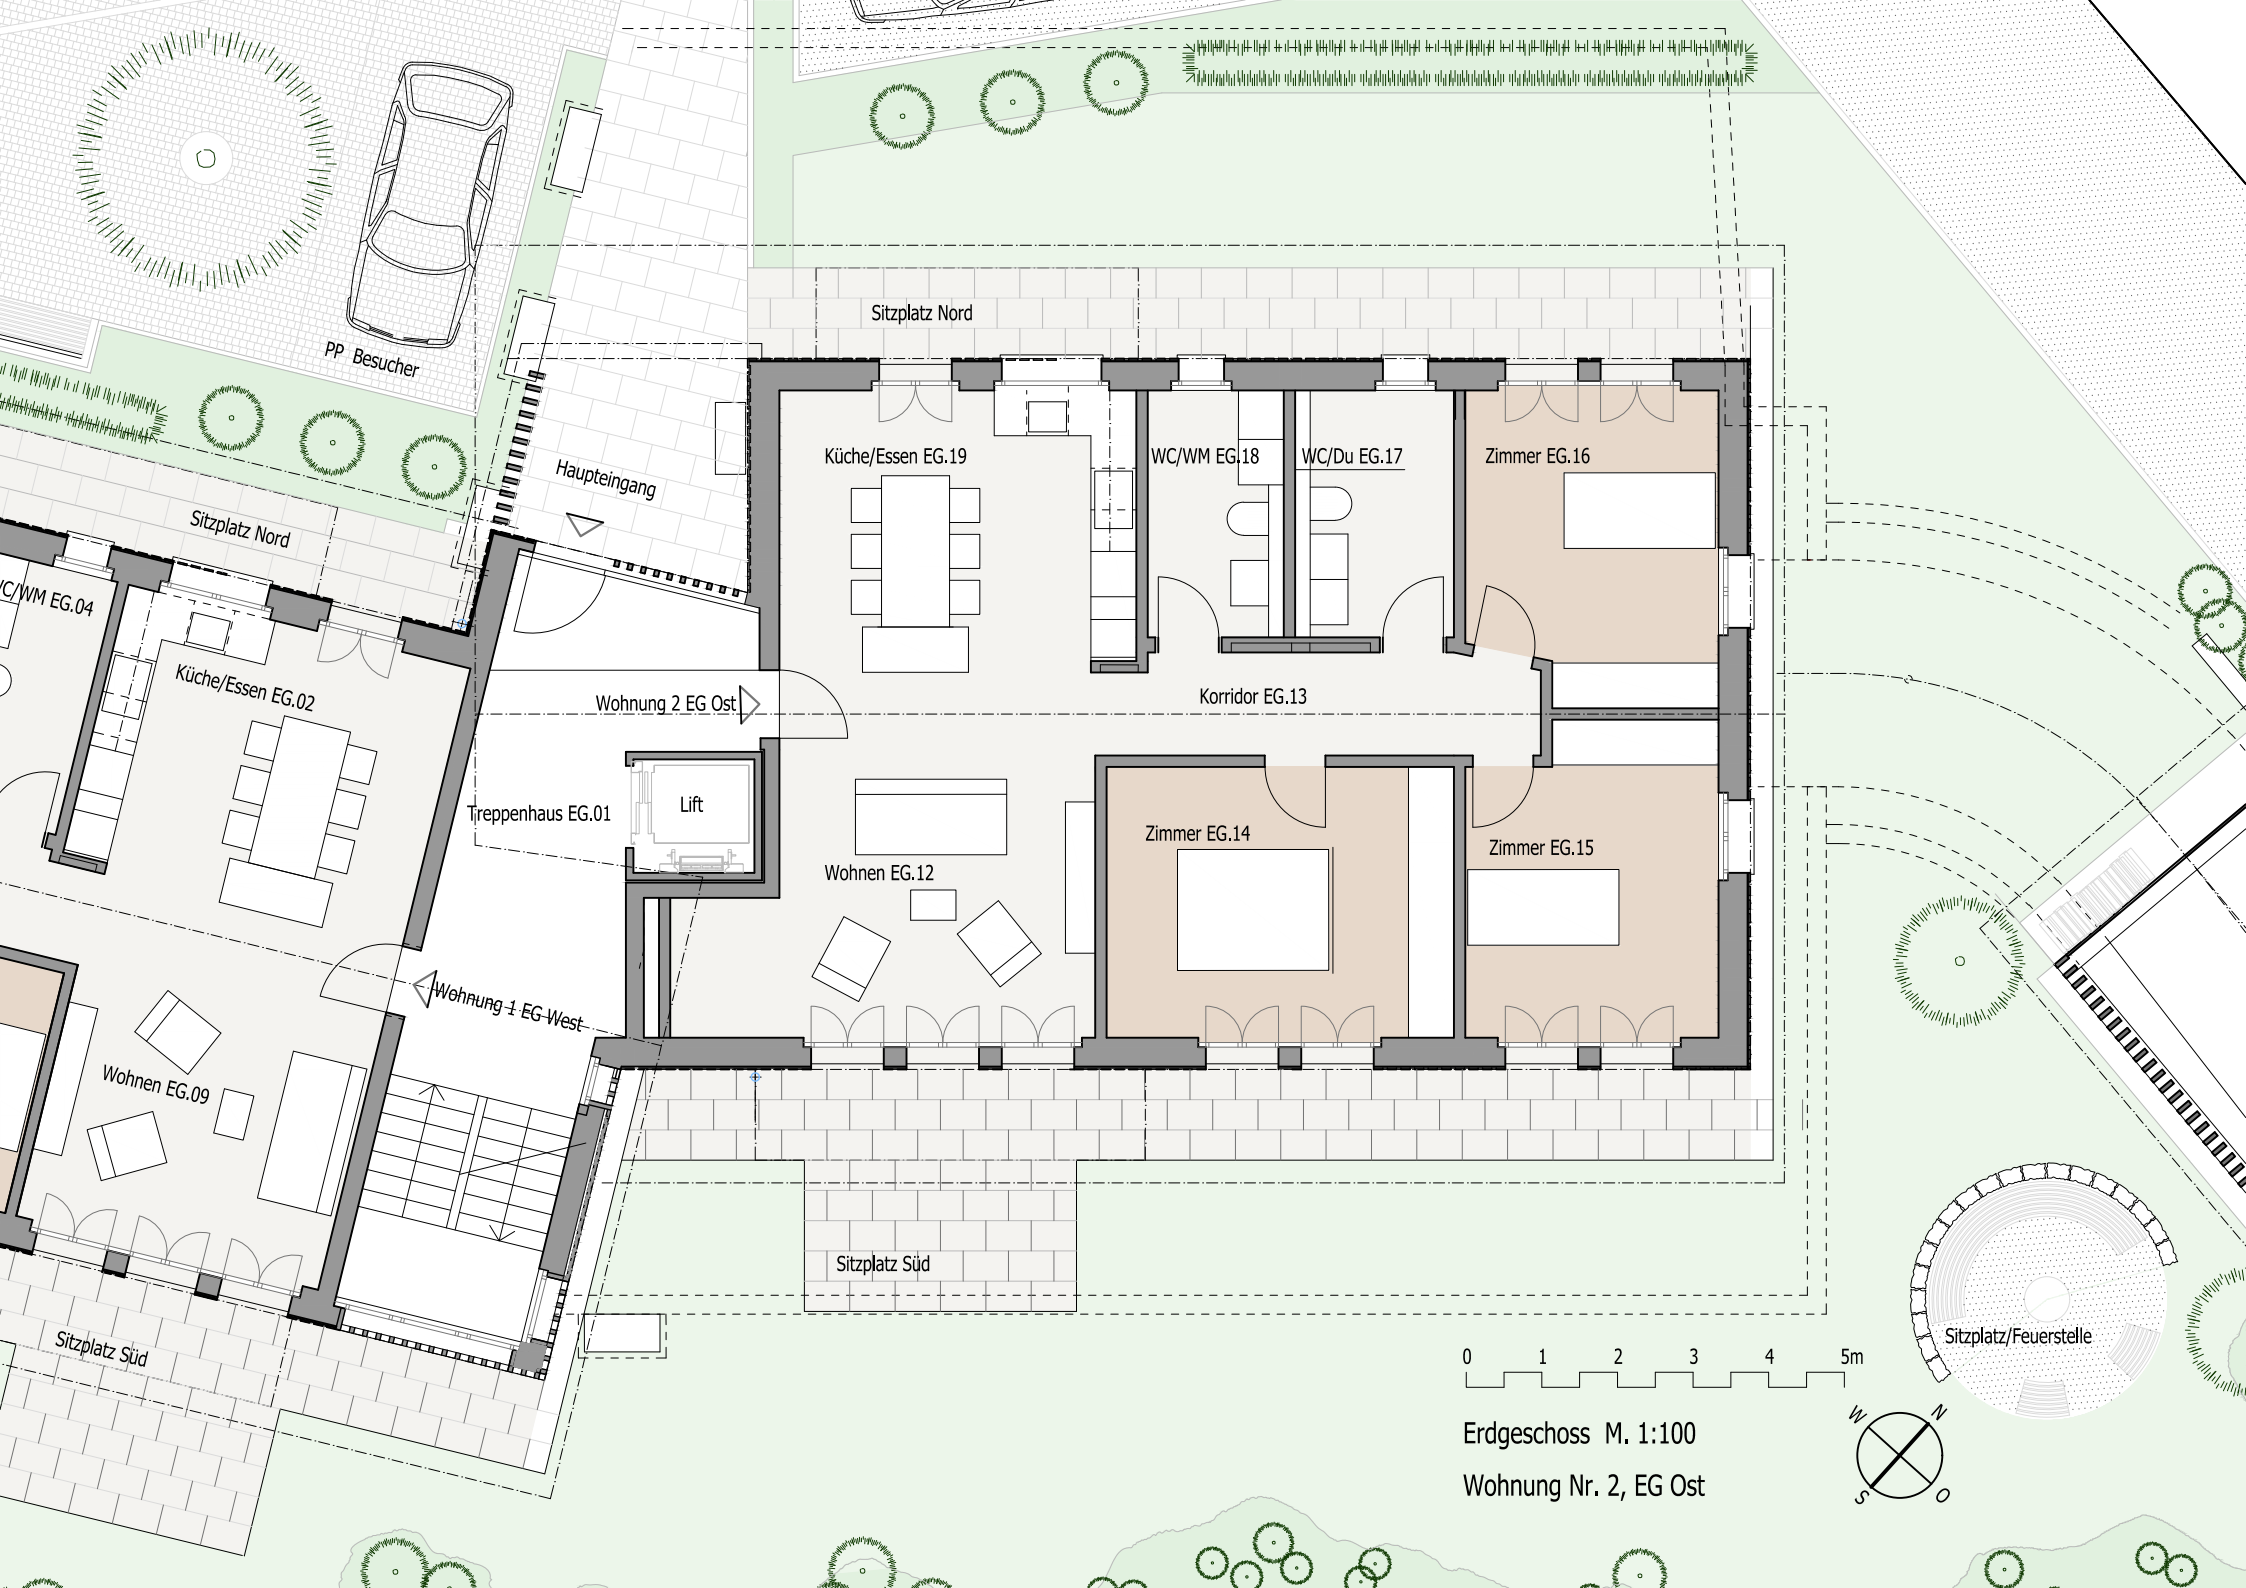 Sitzplatz Nord
PP Besucher
Küche/Essen EG.19
WC/WM EG.18
WC/Du EG.17
Zimmer EG.16
Haupteingang
Sitzplatz Nord
WC/WM EG.04
Küche/Essen EG.02
Wohnung 2 EG Ost
Korridor EG.13
Treppenhaus EG.01
Lift
Zimmer EG.14
Zimmer EG.15
Wohnen EG.12
Wohnung 1 EG West
Wohnen EG.09
Sitzplatz Süd
Sitzplatz Süd
Sitzplatz/Feuerstelle
0 1 2 3 4 5m
Erdgeschoss M. 1:100
Wohnung Nr. 2, EG Ost
W N
S O